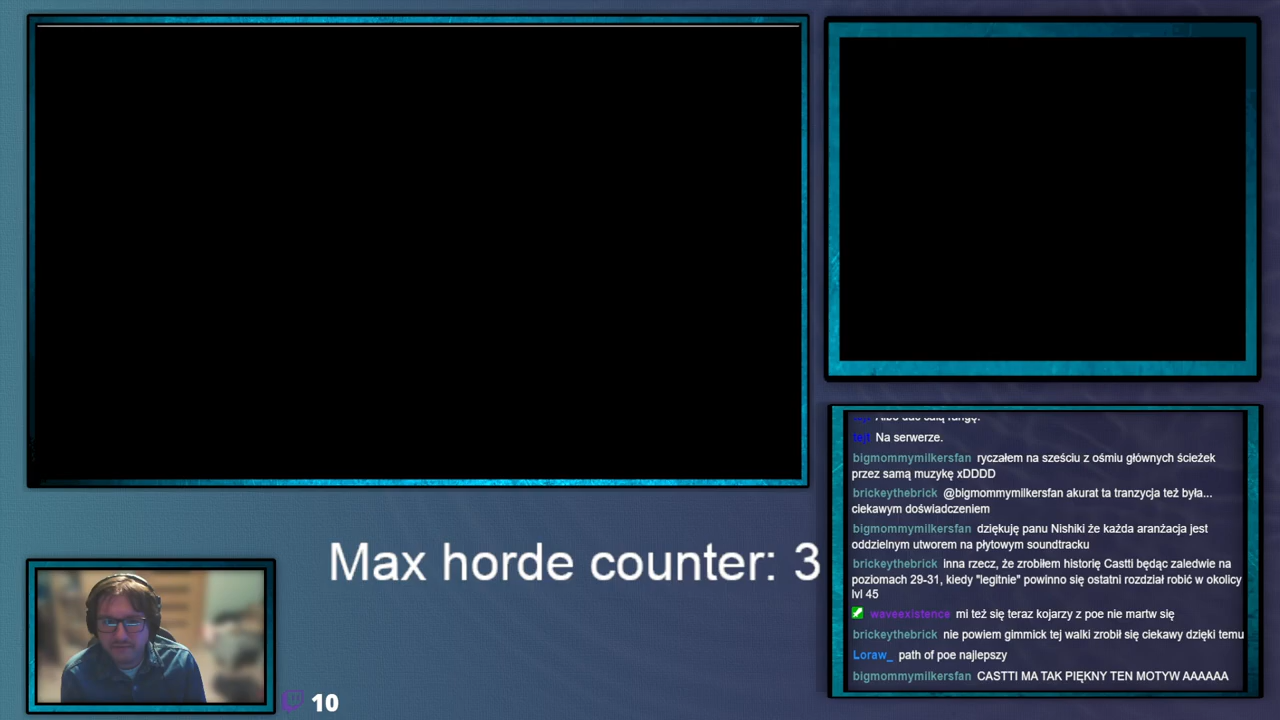 tejt Na serwerze.
bigmommymilkersfan ryczałem na sześciu z ośmiu głównych ścieżek
przez samą muzykę xDDDD
brickeythebrick @bigmommymilkersfan akurat ta tranzycja też była...
ciekawym doświadczeniem
bigmommymilkersfan dziękuję panu Nishiki że każda aranżacja jest
oddzielnym utworem na płytowym soundtracku
brickeythebrick inna rzecz, że zrobiłem historię Castti będąc zaledwie na
poziomach 29-31, kiedy "legitnie" powinno się ostatni rozdział robić w okolicy
lvl 45
waveexistence mi też się teraz kojarzy z poe nie martw się
brickeythebrick nie powiem gimmick tej walki zrobił się ciekawy dzięki temu
Loraw_ path of poe najlepszy
bigmommymilkersfan CASTTI MA TAK PIĘKNY TEN MOTYW AAAAAA
Max horde counter: 3
10